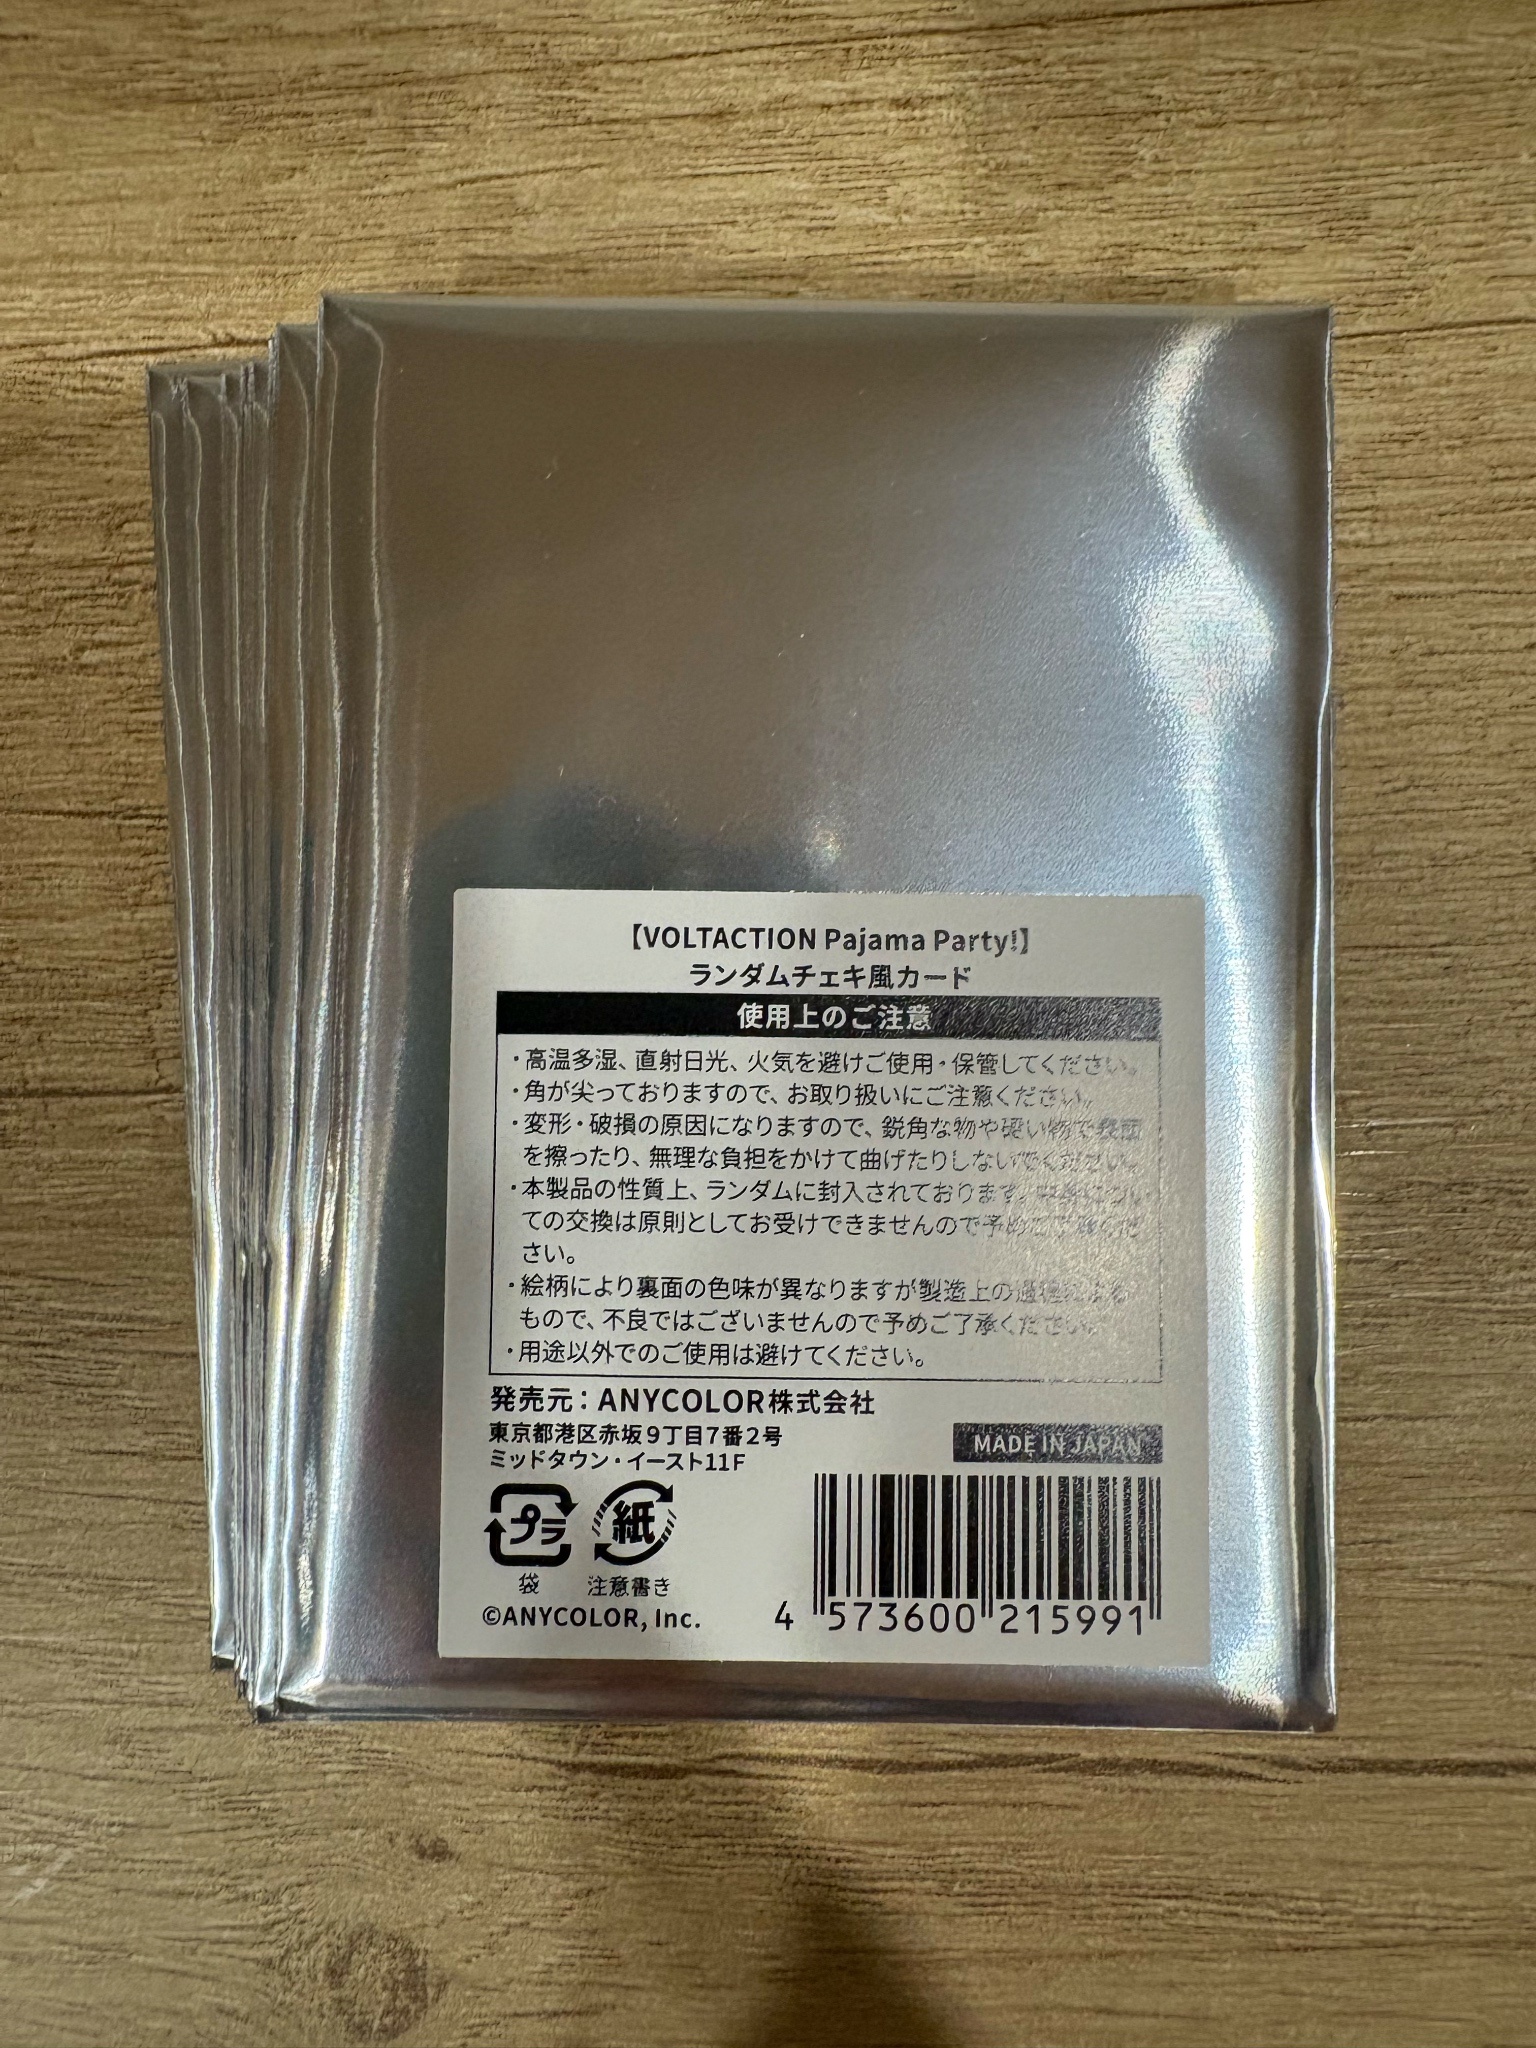 【VOLTACTION Pajama Party!】
ランダムチェキ風カード
使用上のご注意
・高温多湿、直射日光、火気を避けご使用・保管してください。
・角が尖っておりますので、お取り扱いにご注意ください。
・変形・破損の原因になりますので、鋭角な物や硬い物で表面
を擦ったり、無理な負担をかけて曲げたりしないでください。
・本製品の性質上、ランダムに封入されております。中身につい
ての交換は原則としてお受けできませんので予めご了承くだ
さい。
・絵柄により裏面の色味が異なりますが製造上の過程による
もので、不良ではございませんので予めご了承ください。
・用途以外でのご使用は避けてください。
発売元：ANYCOLOR株式会社
東京都港区赤坂9丁目7番2号
ミッドタウン・イースト11F
MADE IN JAPAN
プラ 紙
袋 注意書き
©ANYCOLOR, Inc.
4 573600 215991